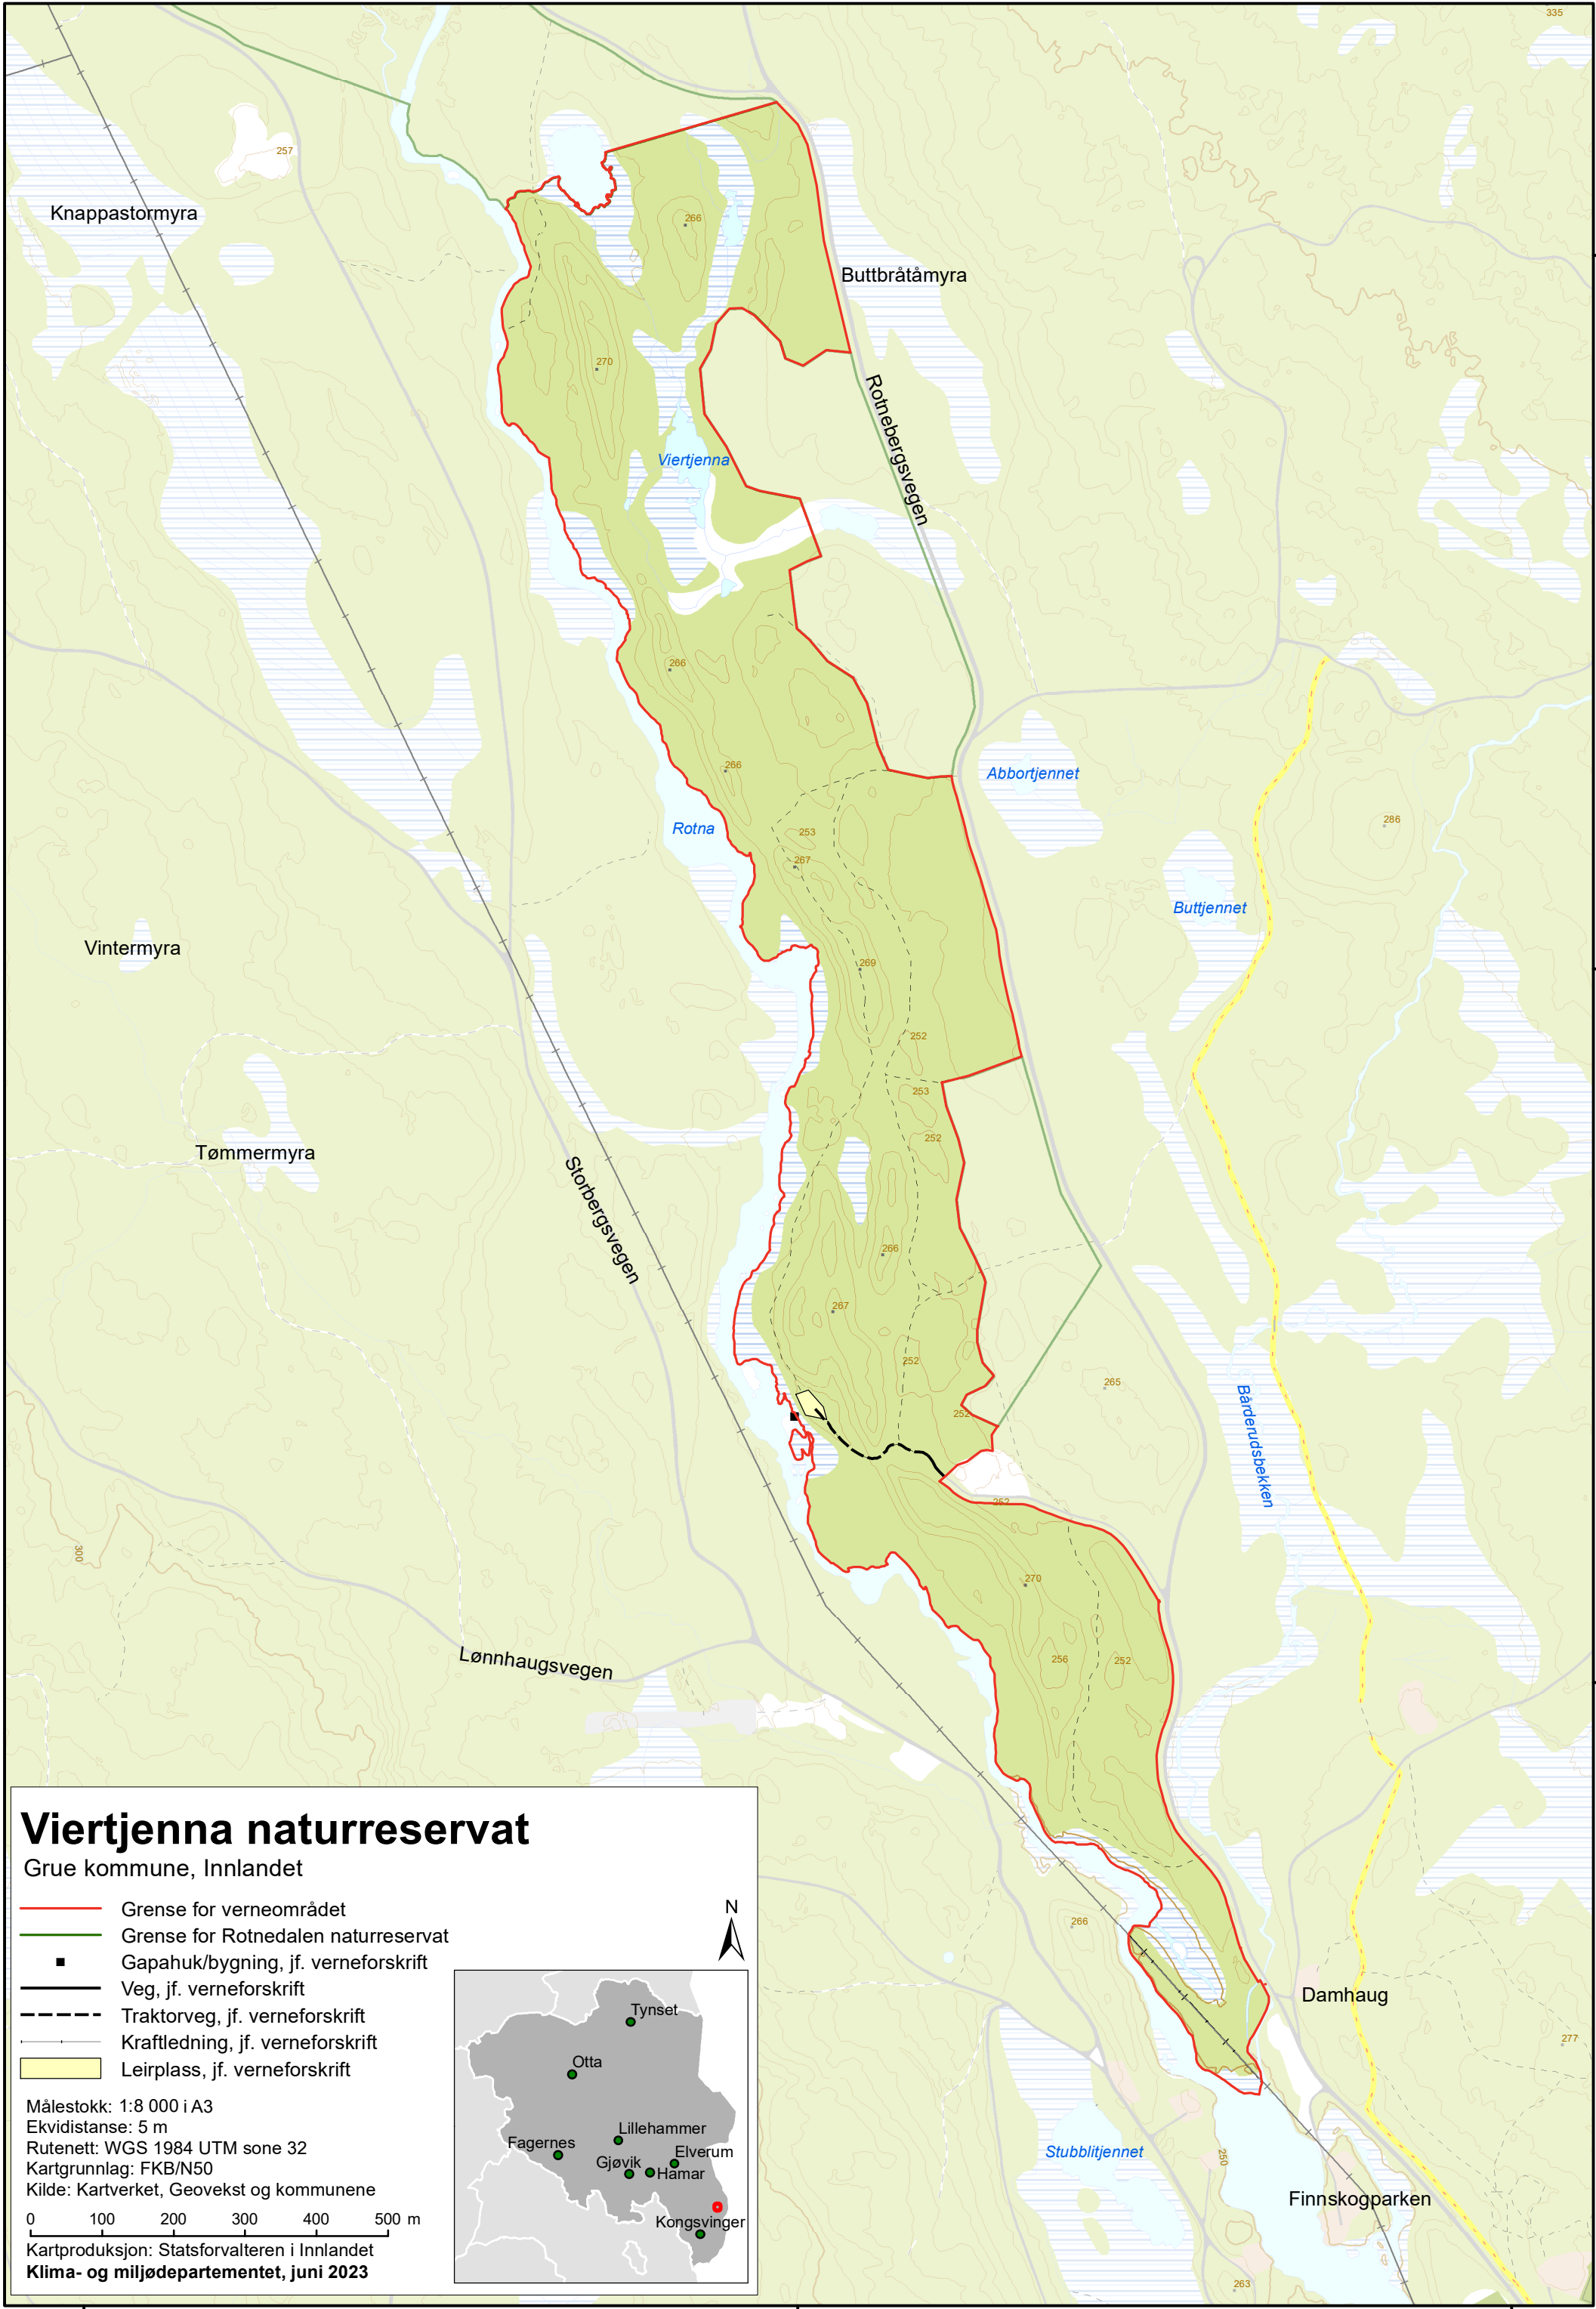 335
257
Knappastormyra
266
Buttbråtåmyra
270
Rotnebergsvegen
Viertjenna
266
266
Abbortjennet
Rotna
253
286
267
Buttjennet
Vintermyra
269
252
253
252
Tømmermyra
Storbergsvegen
266
267
252
265
252
Bårderudsbekken
252
300
270
Lønnhaugsvegen
256
252
266
Damhaug
277
Stubblitjennet
250
Finnskogparken
263
Viertjenna naturreservat
Grue kommune, Innlandet
Grense for verneområdet
Grense for Rotnedalen naturreservat
Gapahuk/bygning, jf. verneforskrift
Veg, jf. verneforskrift
Traktorveg, jf. verneforskrift
Kraftledning, jf. verneforskrift
Leirplass, jf. verneforskrift
N
Målestokk: 1:8 000 i A3
Ekvidistanse: 5 m
Rutenett: WGS 1984 UTM sone 32
Kartgrunnlag: FKB/N50
Kilde: Kartverket, Geovekst og kommunene
0 100 200 300 400 500 m
Kartproduksjon: Statsforvalteren i Innlandet
Klima- og miljødepartementet, juni 2023
Tynset
Otta
Lillehammer
Fagernes
Elverum
Gjøvik
Hamar
Kongsvinger